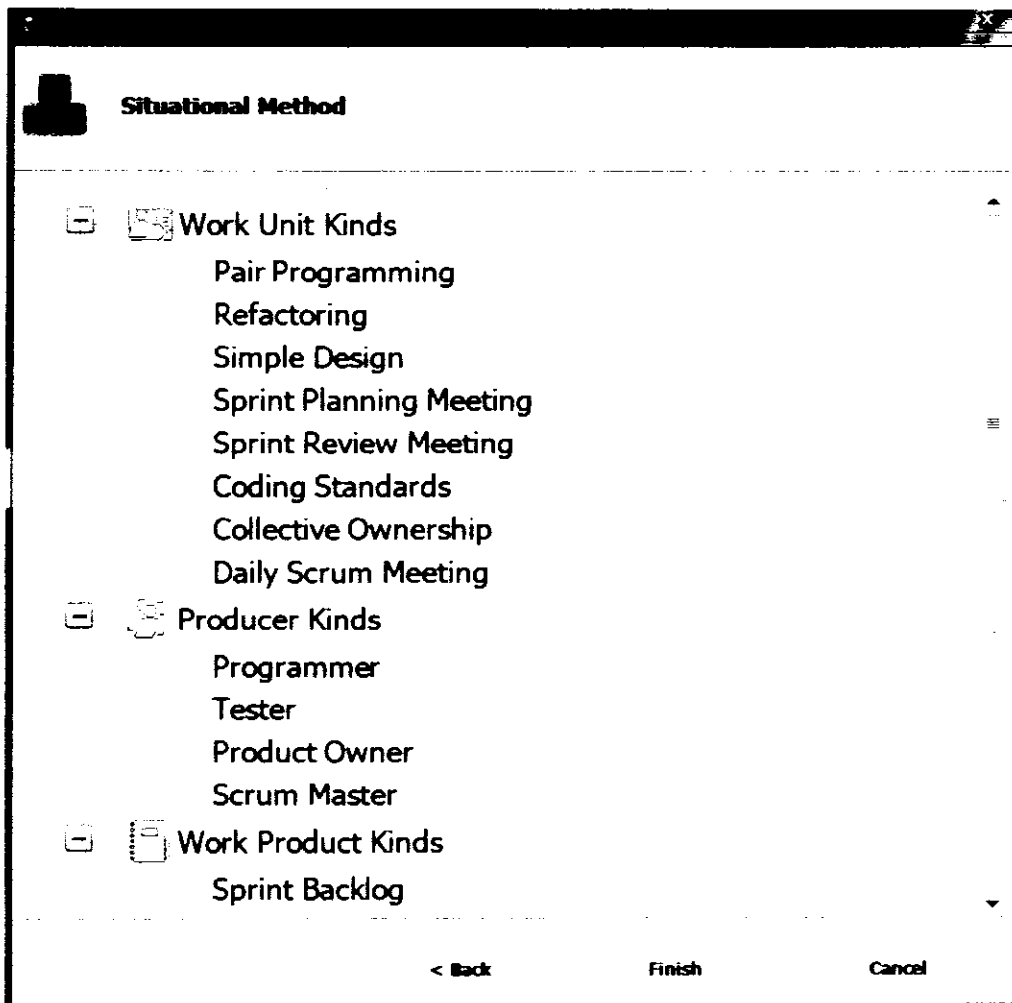 Situational Method
Work Unit Kinds
Pair Programming
Refactoring
Simple Design
Sprint Planning Meeting
Sprint Review Meeting
Coding Standards
Collective Ownership
Daily Scrum Meeting
Producer Kinds
Programmer
Tester
Product Owner
Scrum Master
Work Product Kinds
Sprint Backlog
< Back Finish Cancel